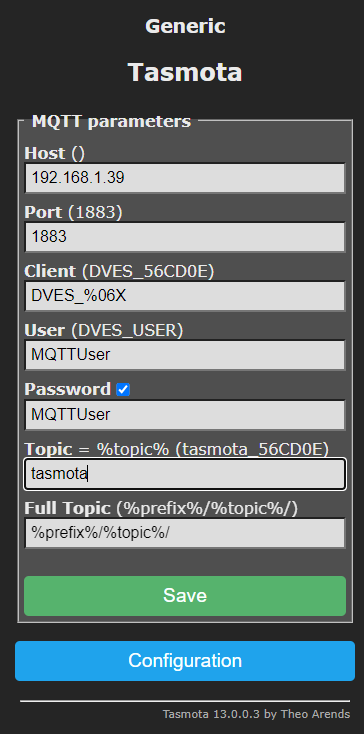 Generic
Tasmota
MQTT parameters
Host ()
192.168.1.39
Port (1883)
1883
Client (DVES_56CD0E)
DVES_%06X
User (DVES_USER)
MQTTUser
Password
MQTTUser
Topic = %topic% (tasmota_56CD0E)
tasmota
Full Topic (%prefix%/%topic%/)
%prefix%/%topic%/
Save
Configuration
Tasmota 13.0.0.3 by Theo Arends